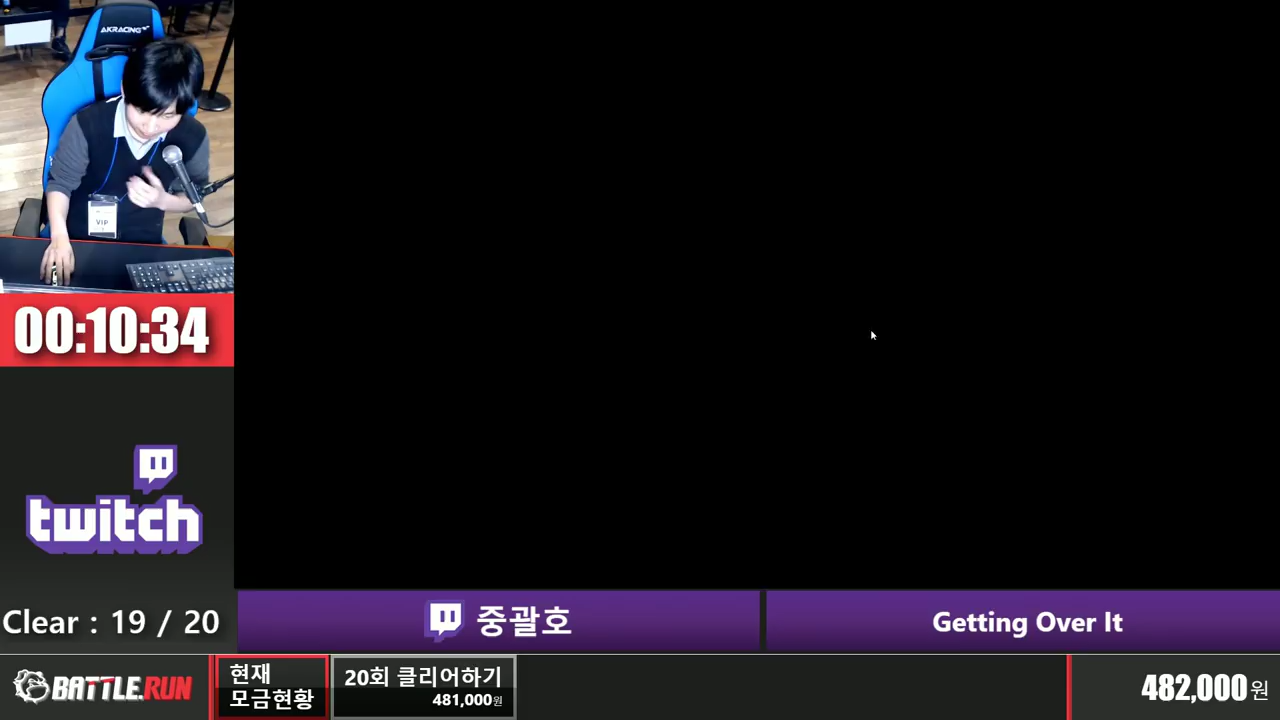 AKRACING
VIP
00:10:34
twitch
Clear : 19 / 20
중괄호
Getting Over It
BATTLE.RUN
현재
모금현황
20회 클리어하기
481,000원
482,000원